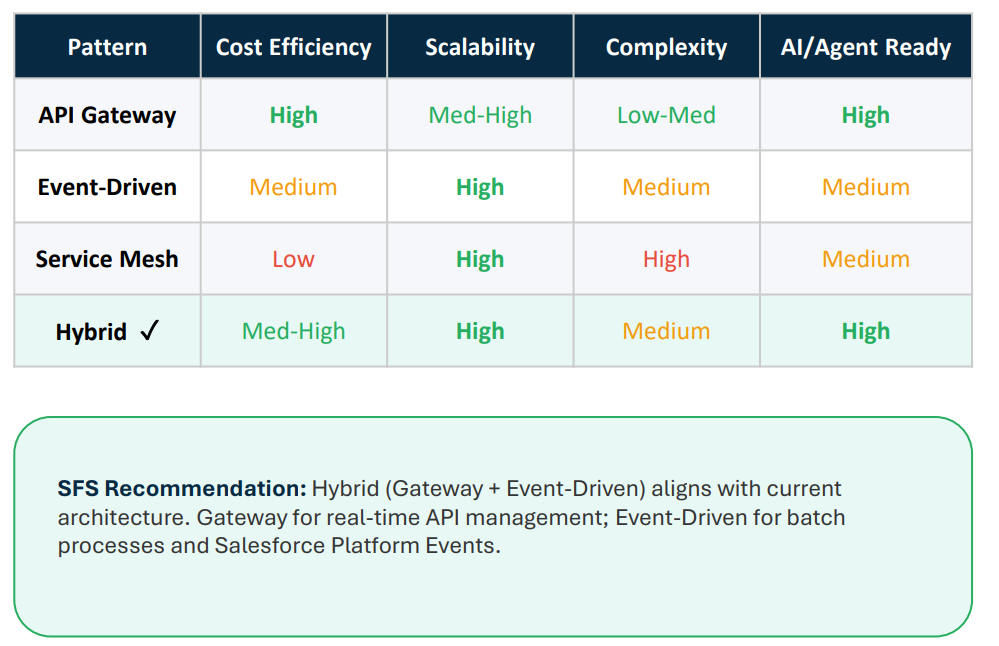 Pattern Cost Efficiency Scalability Complexity AI/Agent Ready
API Gateway High Med-High Low-Med High
Event-Driven Medium High Medium Medium
Service Mesh Low High High Medium
Hybrid ✓ Med-High High Medium High
SFS Recommendation: Hybrid (Gateway + Event-Driven) aligns with current
architecture. Gateway for real-time API management; Event-Driven for batch
processes and Salesforce Platform Events.